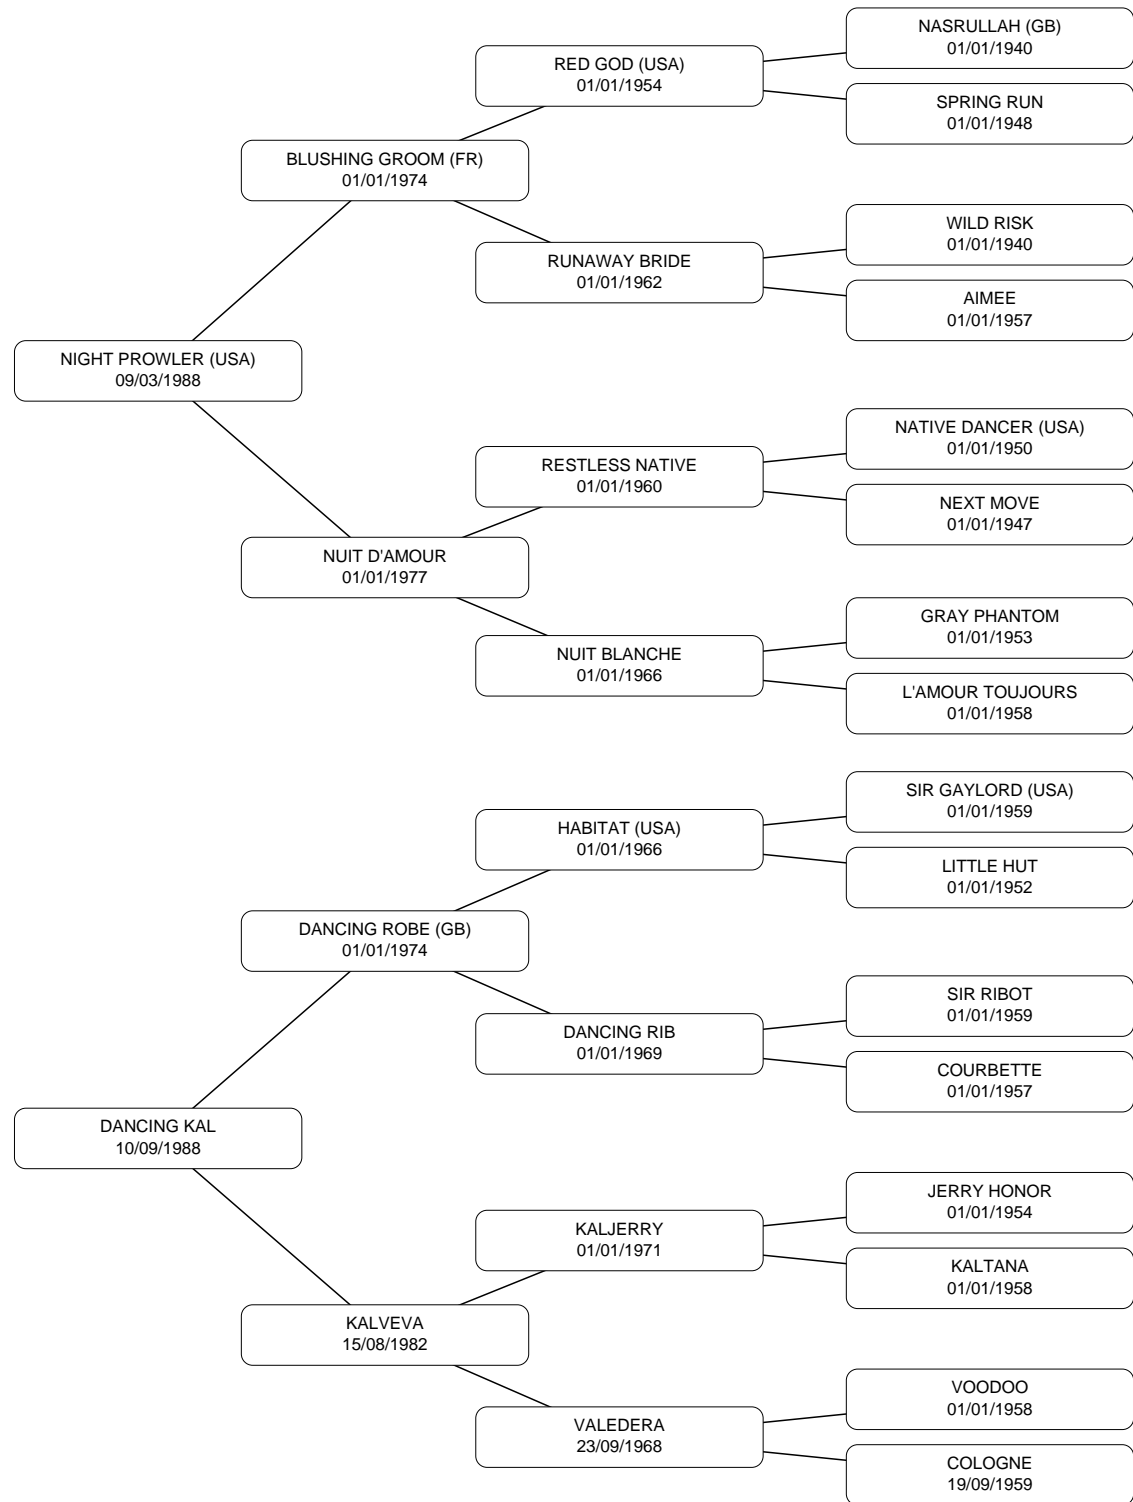 NASRULLAH (GB)
01/01/1940
RED GOD (USA)
01/01/1954
SPRING RUN
01/01/1948
BLUSHING GROOM (FR)
01/01/1974
WILD RISK
01/01/1940
RUNAWAY BRIDE
01/01/1962
AIMEE
01/01/1957
NIGHT PROWLER (USA)
09/03/1988
NATIVE DANCER (USA)
01/01/1950
RESTLESS NATIVE
01/01/1960
NEXT MOVE
01/01/1947
NUIT D'AMOUR
01/01/1977
GRAY PHANTOM
01/01/1953
NUIT BLANCHE
01/01/1966
L'AMOUR TOUJOURS
01/01/1958
SIR GAYLORD (USA)
01/01/1959
HABITAT (USA)
01/01/1966
LITTLE HUT
01/01/1952
DANCING ROBE (GB)
01/01/1974
SIR RIBOT
01/01/1959
DANCING RIB
01/01/1969
COURBETTE
01/01/1957
DANCING KAL
10/09/1988
JERRY HONOR
01/01/1954
KALJERRY
01/01/1971
KALTANA
01/01/1958
KALVEVA
15/08/1982
VOODOO
01/01/1958
VALEDERA
23/09/1968
COLOGNE
19/09/1959